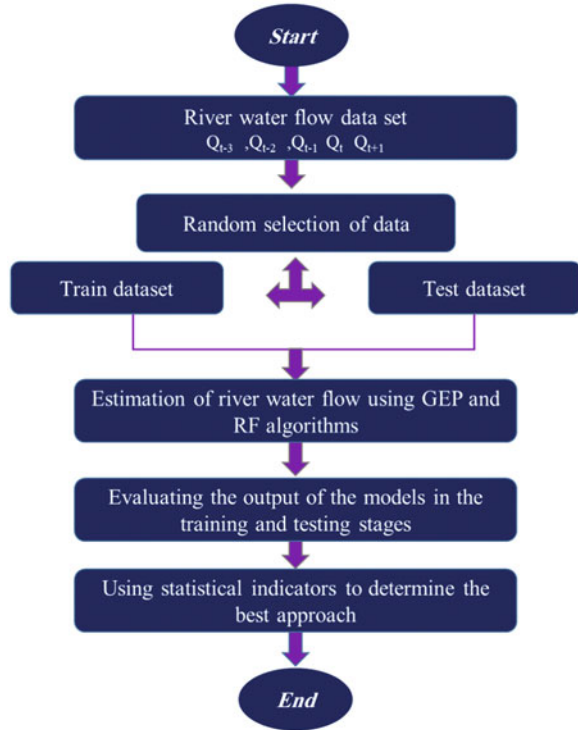 Start
River water flow data set
Qt-3 ,Qt-2 ,Qt-1 Qt Qt+1
Random selection of data
Train dataset
Test dataset
Estimation of river water flow using GEP and
RF algorithms
Evaluating the output of the models in the
training and testing stages
Using statistical indicators to determine the
best approach
End